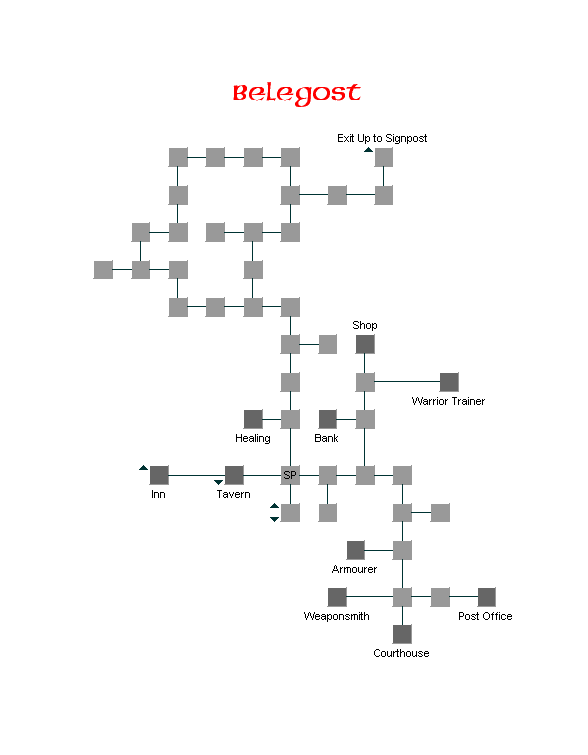 Belegost
Exit Up to Signpost
Shop
Warrior Trainer
Healing
Bank
SP
Inn
Tavern
Armourer
Weaponsmith
Post Office
Courthouse